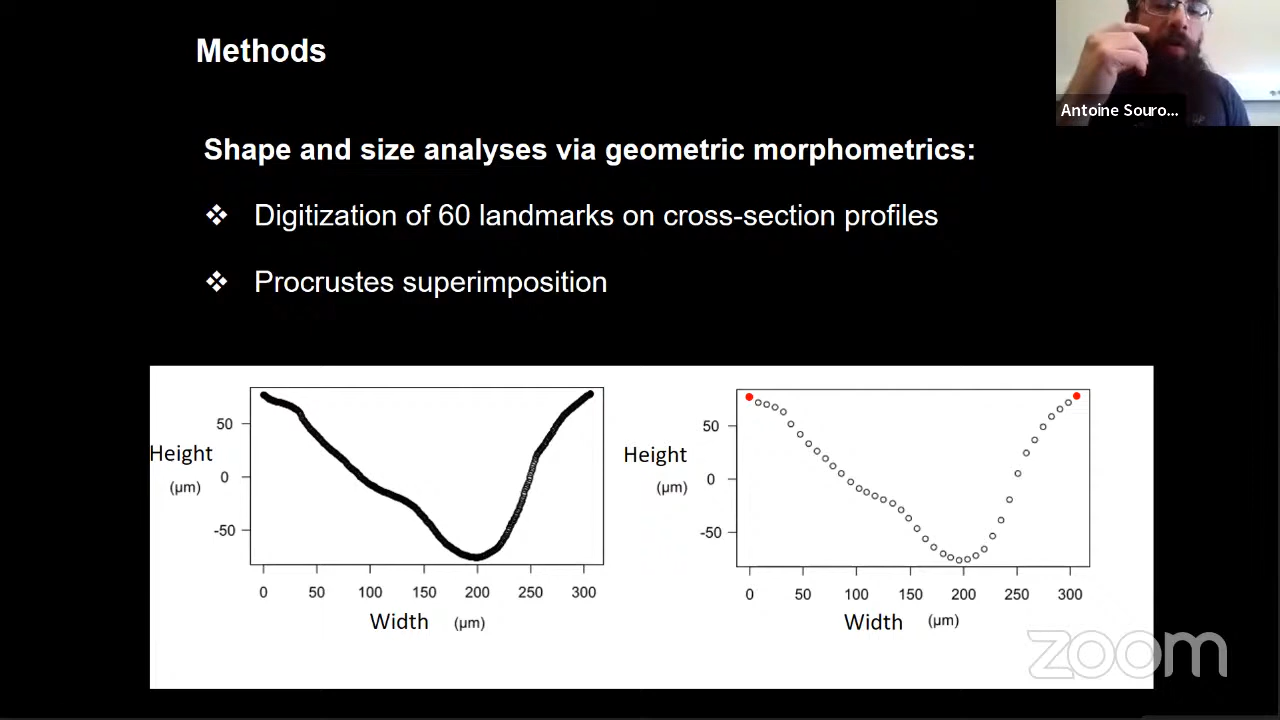 Methods
Antoine Souro...
Shape and size analyses via geometric morphometrics:
❖ Digitization of 60 landmarks on cross-section profiles
❖ Procrustes superimposition
50
Height
0
(µm)
-50
0 50 100 150 200 250 300
Width (µm)
50
Height
0
(µm)
-50
0 50 100 150 200 250 300
Width (µm)
zoom